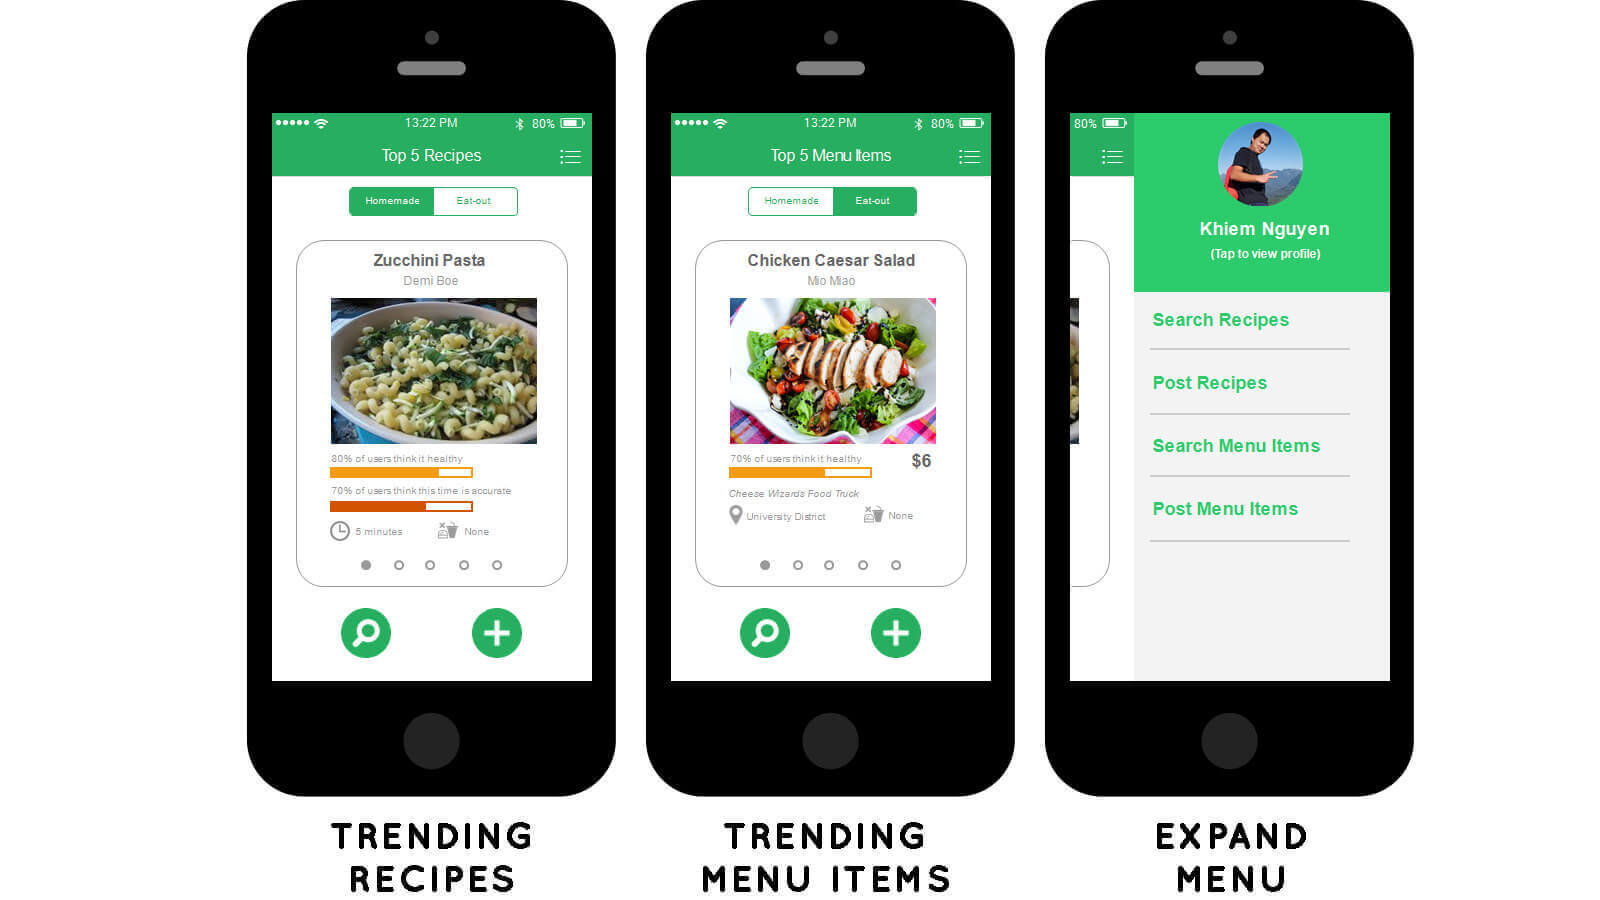 13:22 PM
80%
Top 5 Recipes
Homemade
Eat-out
Zucchini Pasta
Demi Boe
80% of users think it healthy
70% of users think this time is accurate
5 minutes
None
TRENDING
RECIPES
13:22 PM
80%
Top 5 Menu Items
Homemade
Eat-out
Chicken Caesar Salad
Mio Miao
70% of users think it healthy
$6
Cheese Wizards Food Truck
University District
None
TRENDING
MENU ITEMS
80%
Khiem Nguyen
(Tap to view profile)
Search Recipes
Post Recipes
Search Menu Items
Post Menu Items
EXPAND
MENU